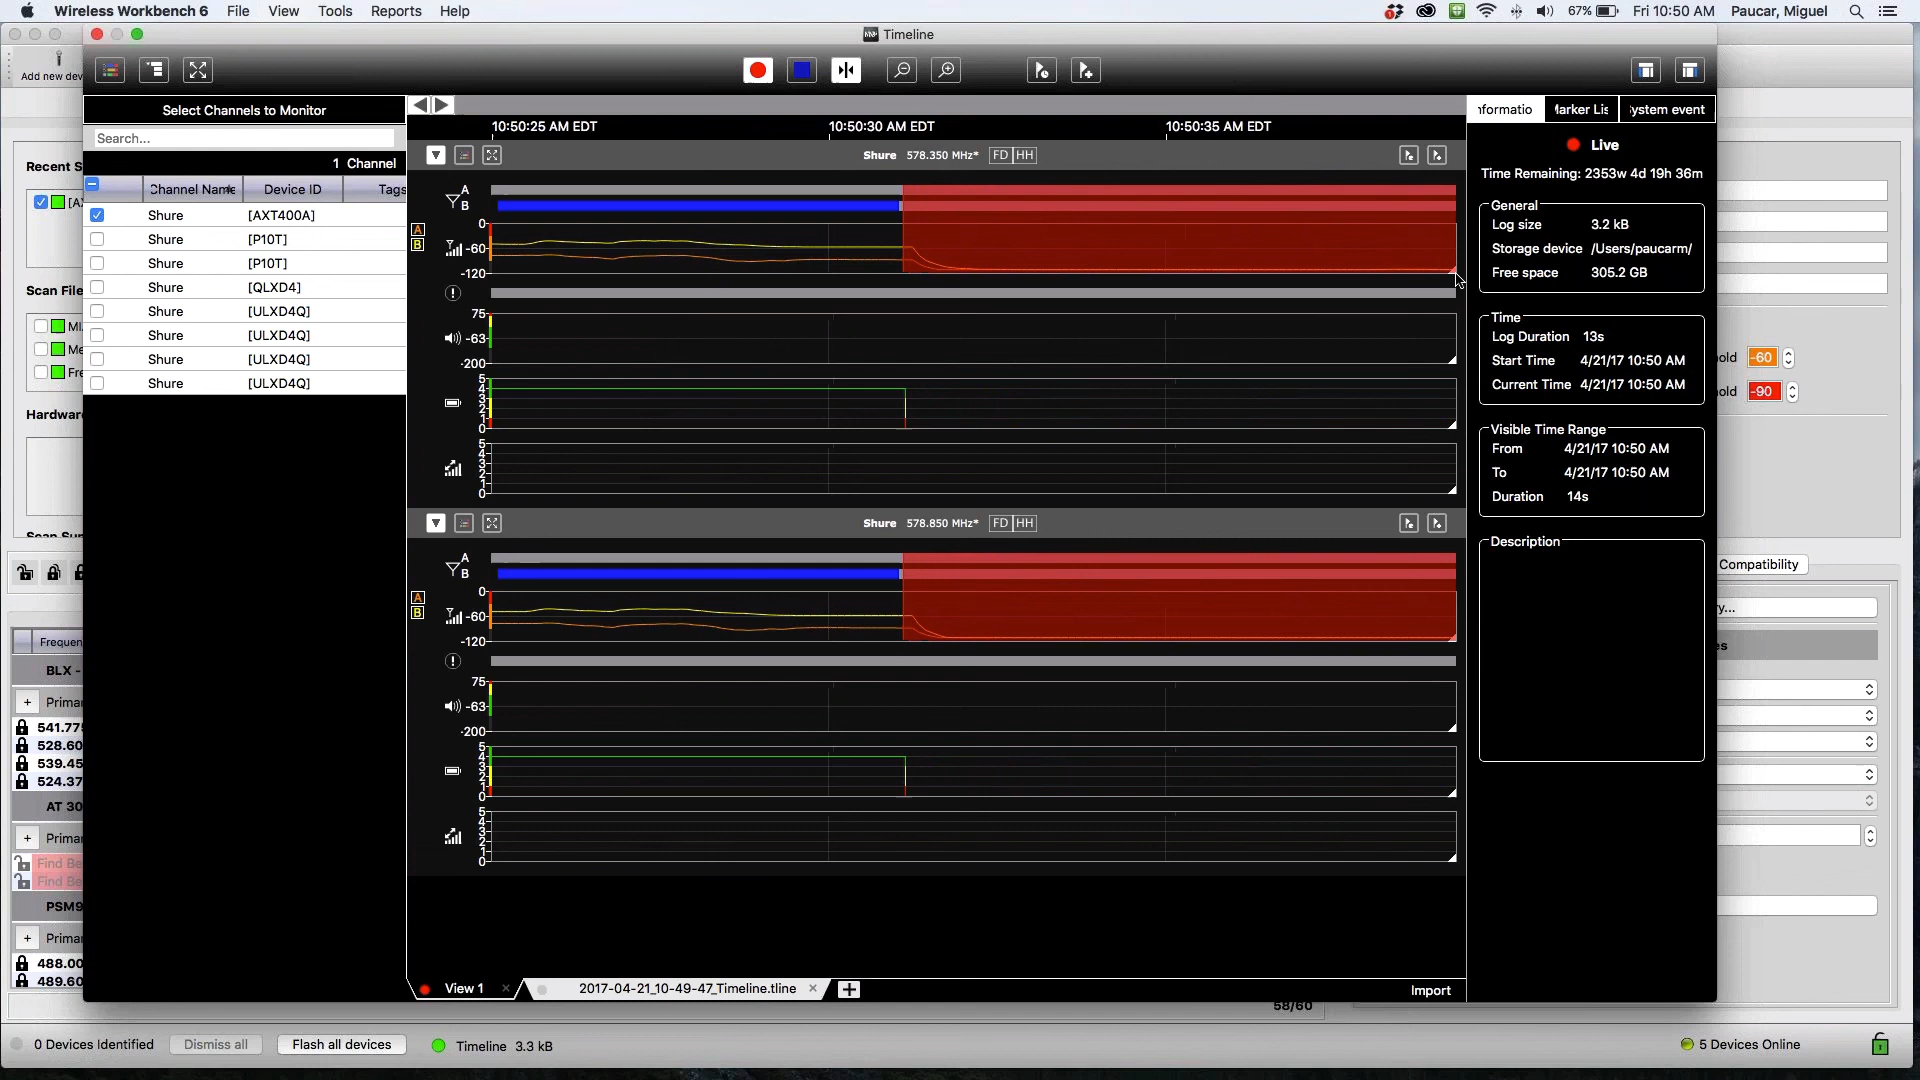 Wireless Workbench 6 File View Tools Reports Help
67% Fri 10:50 AM Paucar, Miguel
Timeline
Add new dev
Select Channels to Monitor
Search...
1 Channel
Channel Name Device ID Tags
Shure [AXT400A]
Shure [P10T]
Shure [P10T]
Shure [QLXD4]
Shure [ULXD4Q]
Shure [ULXD4Q]
Shure [ULXD4Q]
Shure [ULXD4Q]
Recent S
[AX
Scan File
Me
Fre
Hardwar
Scan Sum
Frequen
BLX -
+ Primar
541.775
528.60
539.45
524.37
AT 30
+ Primar
Find Be
Find Be
PSM9
+ Primar
488.00
489.60
10:50:25 AM EDT 10:50:30 AM EDT 10:50:35 AM EDT
Shure 578.350 MHz* FD HH
A
B
0
A
B
-60
-120
75
-63
-200
5
4
3
2
1
0
5
4
3
2
1
0
Shure 578.850 MHz* FD HH
A
B
0
A
B
-60
-120
75
-63
-200
5
4
3
2
1
0
5
4
3
2
1
0
View 1 2017-04-21_10-49-47_Timeline.tline Import
nformatio larker Lis ystem event
Live
Time Remaining: 2353w 4d 19h 36m
General
Log size 3.2 kB
Storage device /Users/paucarm/
Free space 305.2 GB
Time
Log Duration 13s
Start Time 4/21/17 10:50 AM
Current Time 4/21/17 10:50 AM
Visible Time Range
From 4/21/17 10:50 AM
To 4/21/17 10:50 AM
Duration 14s
Description
old -60
old -90
Compatibility
y...
es
58/60
0 Devices Identified Dismiss all Flash all devices Timeline 3.3 kB 5 Devices Online